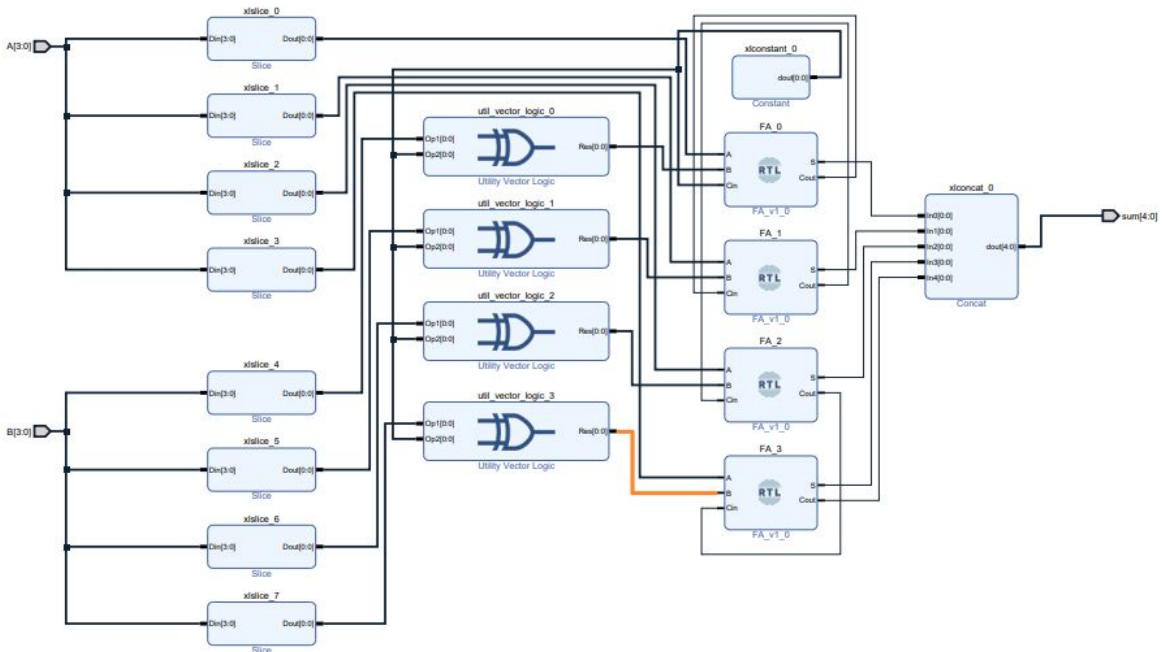 A[3:0]
xlslice_0
Din[3:0] Dout[0:0]
Slice
xlslice_1
Din[3:0] Dout[0:0]
Slice
xlslice_2
Din[3:0] Dout[0:0]
Slice
xlslice_3
Din[3:0] Dout[0:0]
Slice
B[3:0]
xlslice_4
Din[3:0] Dout[0:0]
Slice
xlslice_5
Din[3:0] Dout[0:0]
Slice
xlslice_6
Din[3:0] Dout[0:0]
Slice
xlslice_7
Din[3:0] Dout[0:0]
Slice
util_vector_logic_0
Op1[0:0]
Op2[0:0]
Res[0:0]
Utility Vector Logic
util_vector_logic_1
Op1[0:0]
Op2[0:0]
Res[0:0]
Utility Vector Logic
util_vector_logic_2
Op1[0:0]
Op2[0:0]
Res[0:0]
Utility Vector Logic
util_vector_logic_3
Op1[0:0]
Op2[0:0]
Res[0:0]
Utility Vector Logic
xlconstant_0
dout[0:0]
Constant
FA_0
A
B
Cin
RTL
S
Cout
FA_v1_0
FA_1
A
B
Cin
RTL
S
Cout
FA_v1_0
FA_2
A
B
Cin
RTL
S
Cout
FA_v1_0
FA_3
A
B
Cin
RTL
S
Cout
FA_v1_0
xlconcat_0
In0[0:0]
In1[0:0]
In2[0:0]
In3[0:0]
In4[0:0]
dout[4:0]
Concat
sum[4:0]